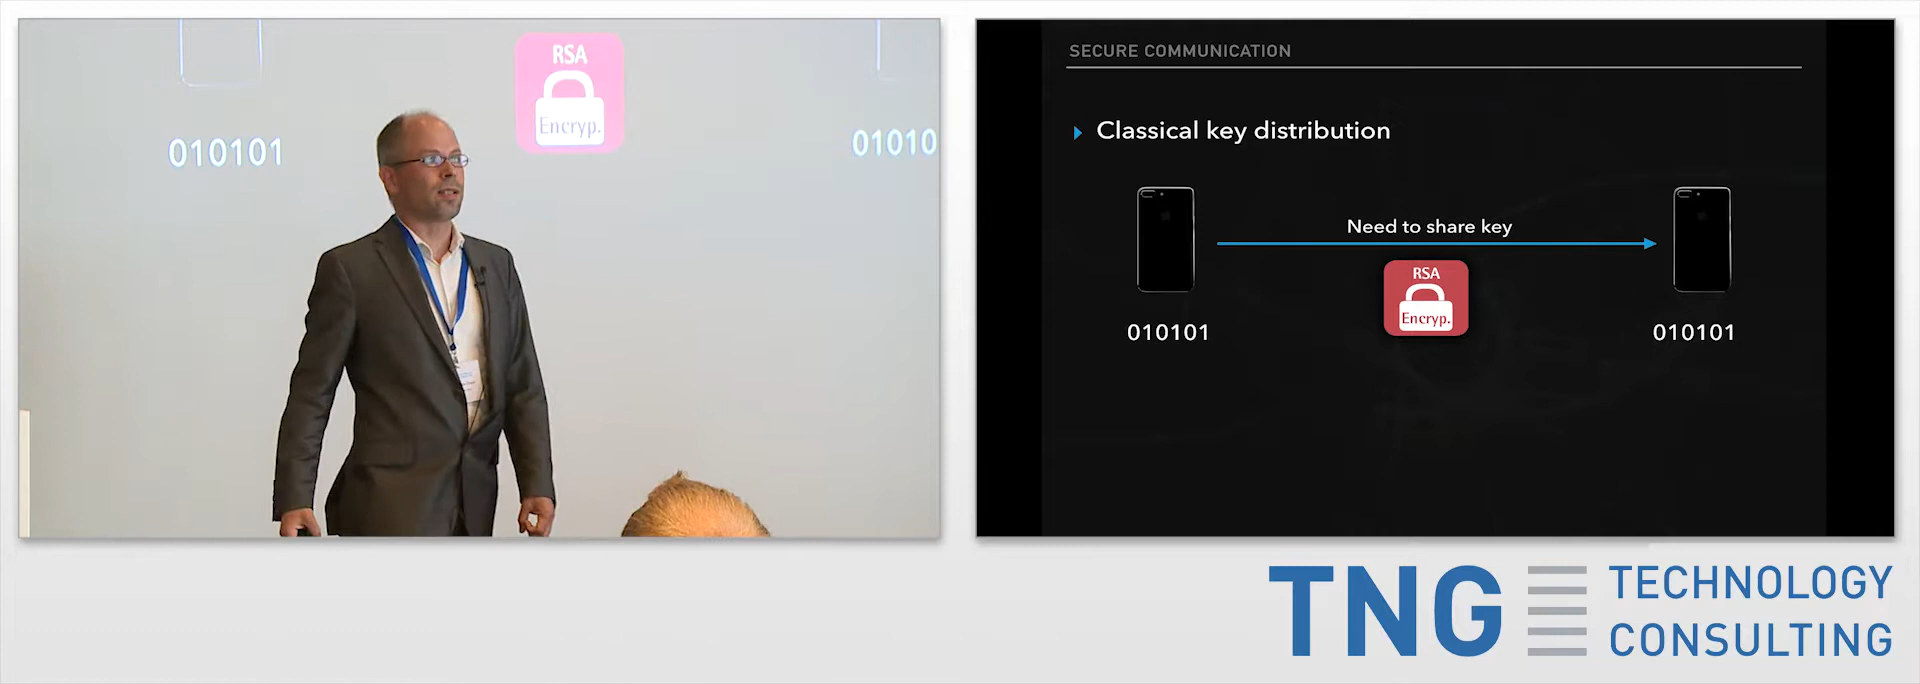 RSA
Encryp.
010101
01010
SECURE COMMUNICATION
Classical key distribution
Need to share key
RSA
Encryp.
010101
010101
TNG TECHNOLOGY
CONSULTING